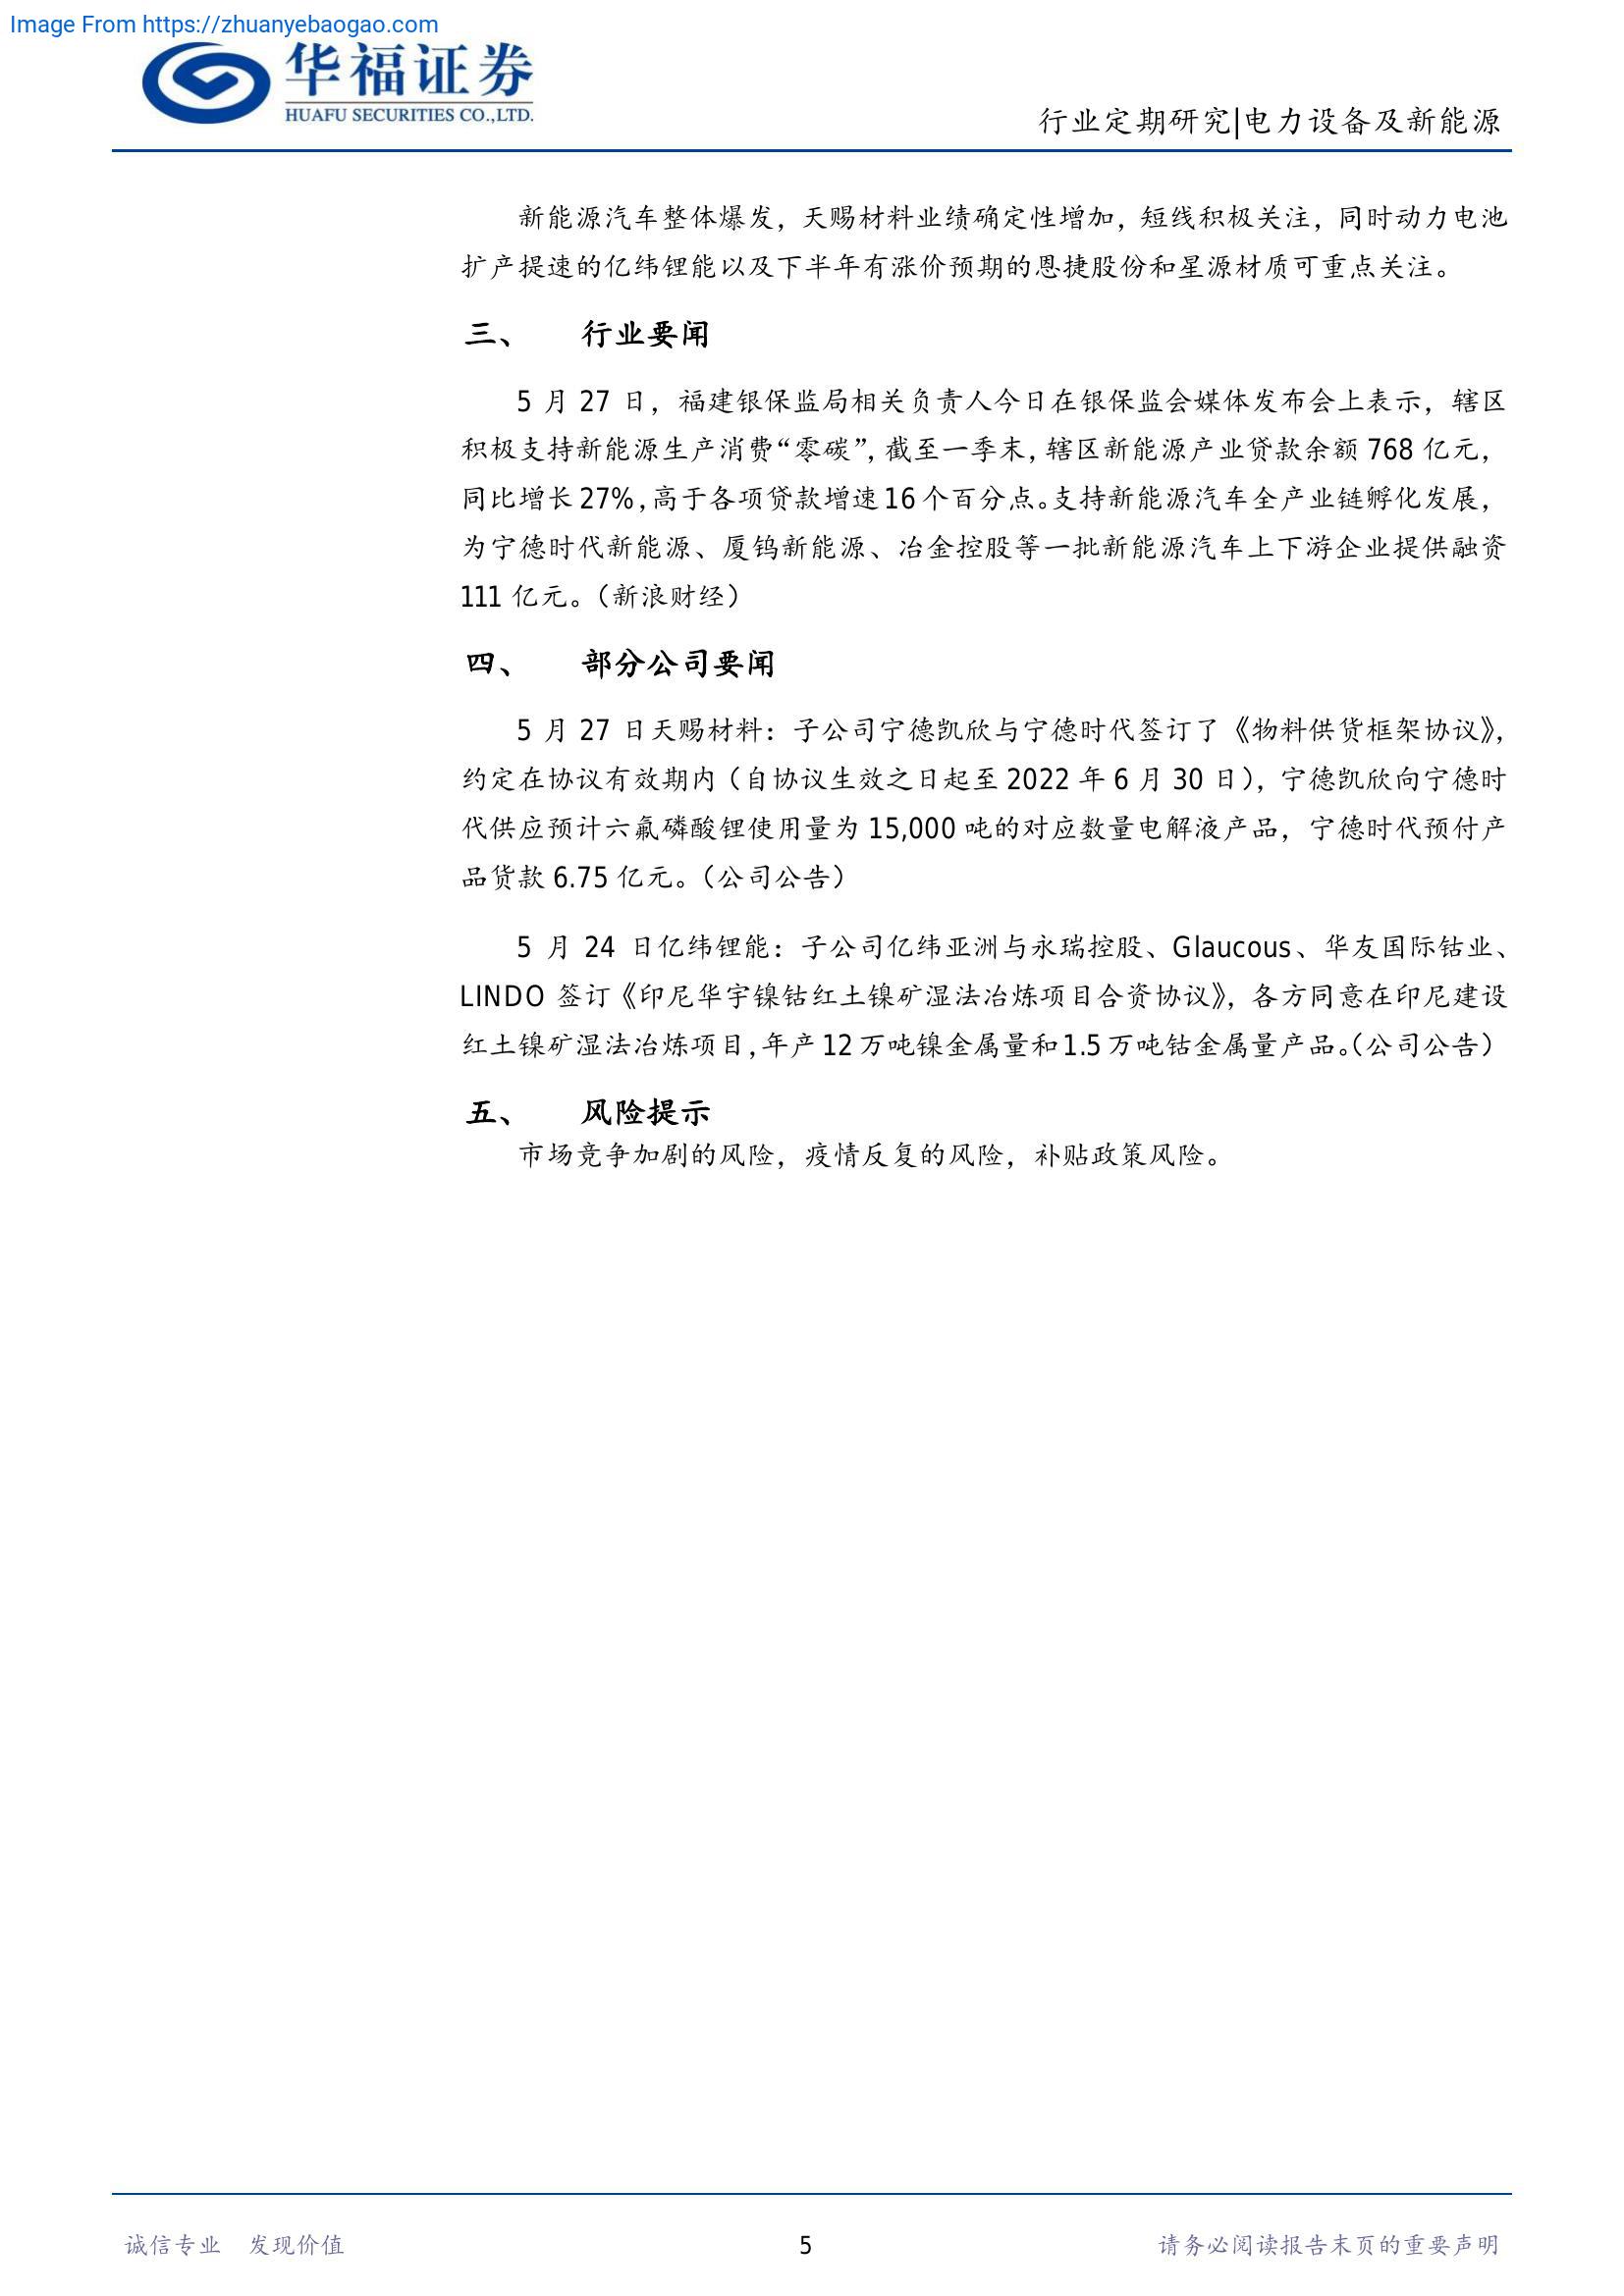 Image From https://zhuanyebaogao.com
华福证券
HUAFU SECURITIES CO.,LTD.
行业定期研究|电力设备及新能源
新能源汽车整体爆发，天赐材料业绩确定性增加，短线积极关注，同时动力电池
扩产提速的亿纬锂能以及下半年有涨价预期的恩捷股份和星源材质可重点关注。
三、 行业要闻
5 月 27 日，福建银保监局相关负责人今日在银保监会媒体发布会上表示，辖区
积极支持新能源生产消费“零碳”，截至一季末，辖区新能源产业贷款余额 768 亿元，
同比增长 27%，高于各项贷款增速 16 个百分点。支持新能源汽车全产业链孵化发展，
为宁德时代新能源、厦钨新能源、冶金控股等一批新能源汽车上下游企业提供融资
111 亿元。（新浪财经）
四、 部分公司要闻
5 月 27 日天赐材料：子公司宁德凯欣与宁德时代签订了《物料供货框架协议》，
约定在协议有效期内（自协议生效之日起至 2022 年 6 月 30 日），宁德凯欣向宁德时
代供应预计六氟磷酸锂使用量为 15,000 吨的对应数量电解液产品，宁德时代预付产
品货款 6.75 亿元。（公司公告）
5 月 24 日亿纬锂能：子公司亿纬亚洲与永瑞控股、Glaucous、华友国际钴业、
LINDO 签订《印尼华宇镍钴红土镍矿湿法冶炼项目合资协议》，各方同意在印尼建设
红土镍矿湿法冶炼项目，年产 12 万吨镍金属量和 1.5 万吨钴金属量产品。（公司公告）
五、 风险提示
市场竞争加剧的风险，疫情反复的风险，补贴政策风险。
诚信专业 发现价值
5
请务必阅读报告末页的重要声明